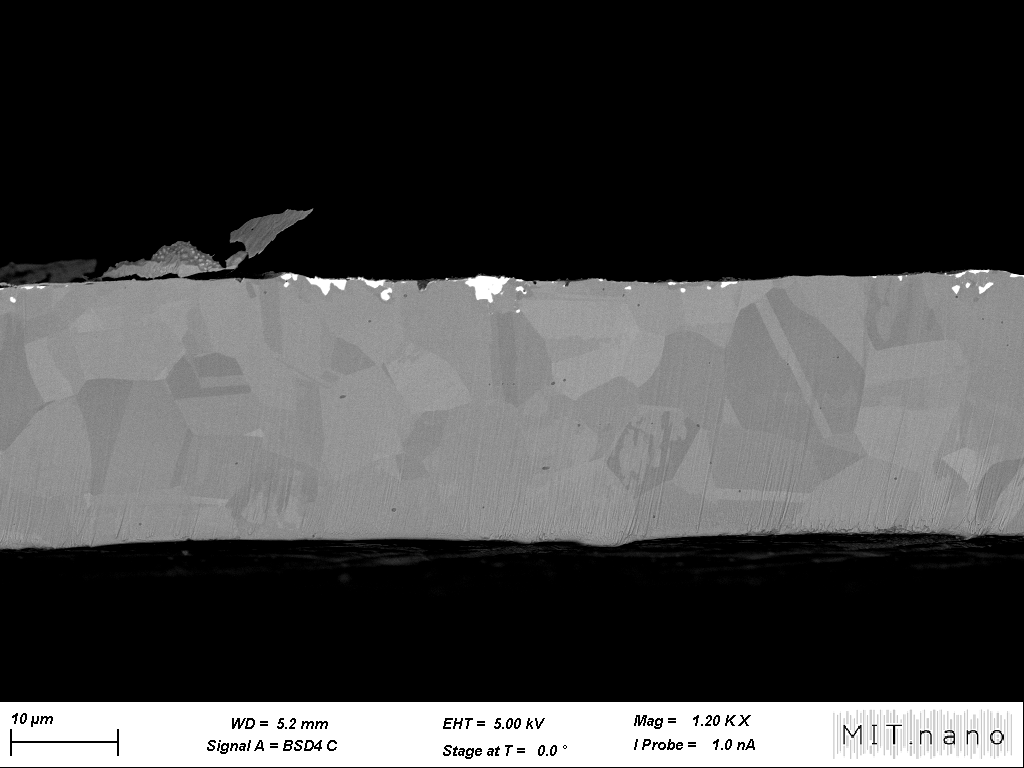 10 µm
WD = 5.2 mm
Signal A = BSD4 C
EHT = 5.00 kV
Stage at T = 0.0 °
Mag = 1.20 K X
I Probe = 1.0 nA
MIT.nano